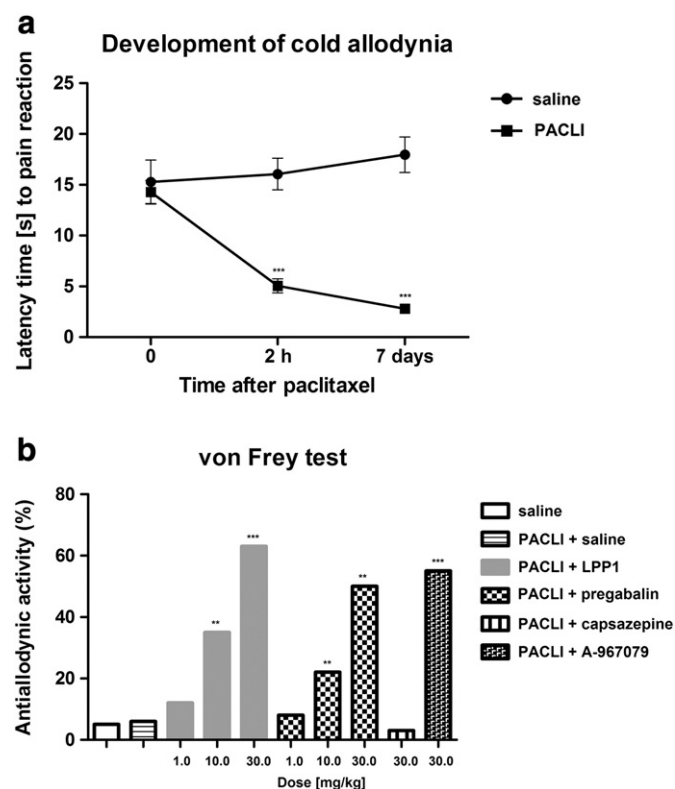 a
Development of cold allodynia
Latency time [s] to pain reaction
25
20
15
10
5
0
***
***
0 2 h 7 days
Time after paclitaxel
saline
PACLI
b
von Frey test
Antiallodynic activity (%)
80
60
40
20
0
**
***
**
**
***
1.0 10.0 30.0 1.0 10.0 30.0 30.0 30.0
Dose [mg/kg]
saline
PACLI + saline
PACLI + LPP1
PACLI + pregabalin
PACLI + capsazepine
PACLI + A-967079